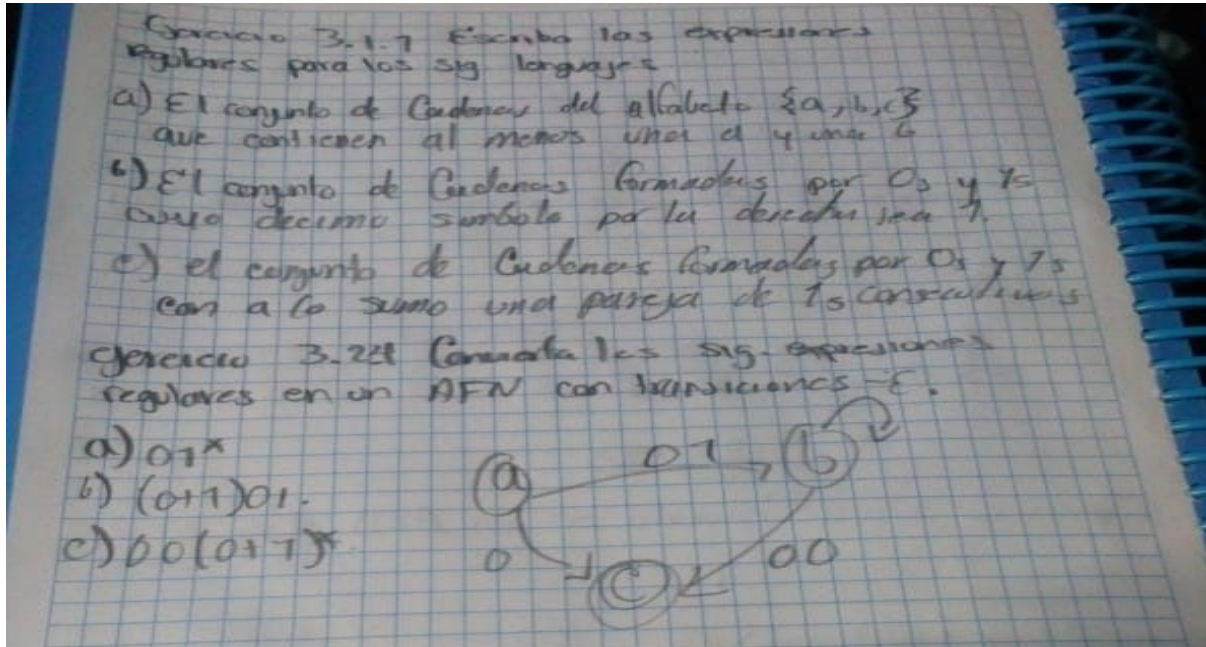 3.1.1 Escriba las expresiones
regulares para los sig lenguajes
a) El conjunto de Cadenas del alfabeto {a,b,c}
que contienen al menos una a y una b
b) El conjunto de Cadenas formadas por 0s y 1s
cuyo decimo simbolo por la derecha sea 1.
c) el conjunto de Cadenas formadas por 0s y 1s
con a lo sumo una pareja de 1s consecutivos
ejercicio Convierta las sig. expresiones
regulares en un AFN con transiciones-ε.
a) 01*
b) (0+1)01.
c) 00(0+1)*
a 01 b
0 c 00